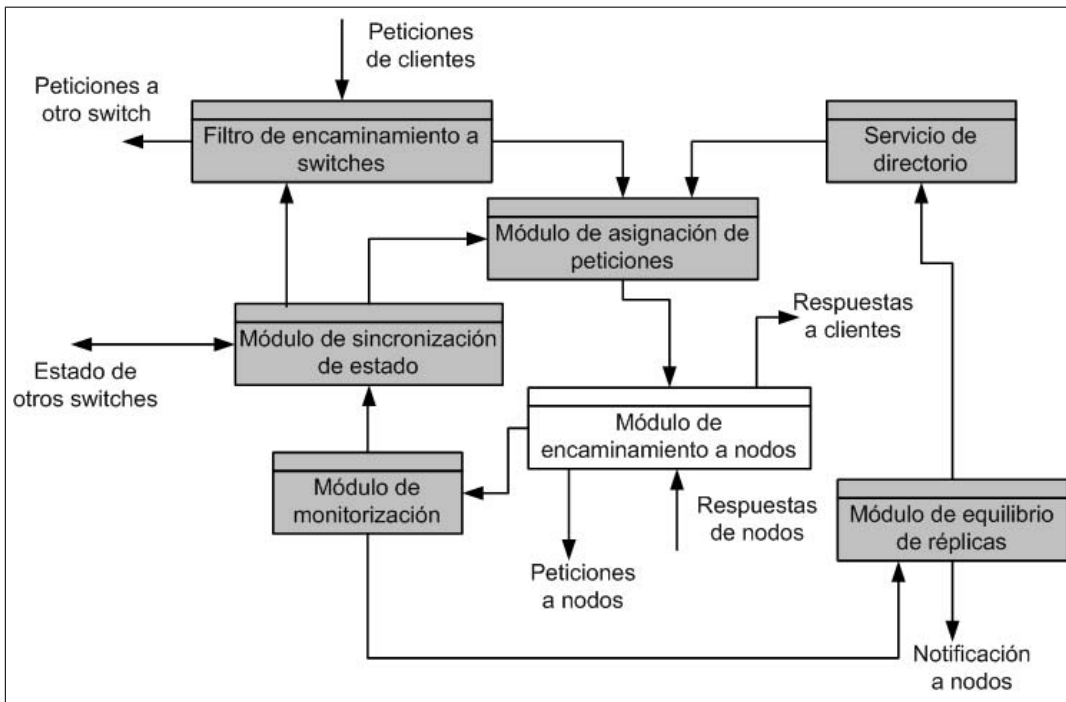 Peticiones
de clientes
Peticiones a
otro switch
Filtro de encaminamiento a
switches
Servicio de
directorio
Módulo de asignación de
peticiones
Respuestas
a clientes
Módulo de sincronización
de estado
Estado de
otros switches
Módulo de
encaminamiento a nodos
Módulo de
monitorización
Respuestas
de nodos
Módulo de equilibrio
de réplicas
Peticiones
a nodos
Notificación
a nodos